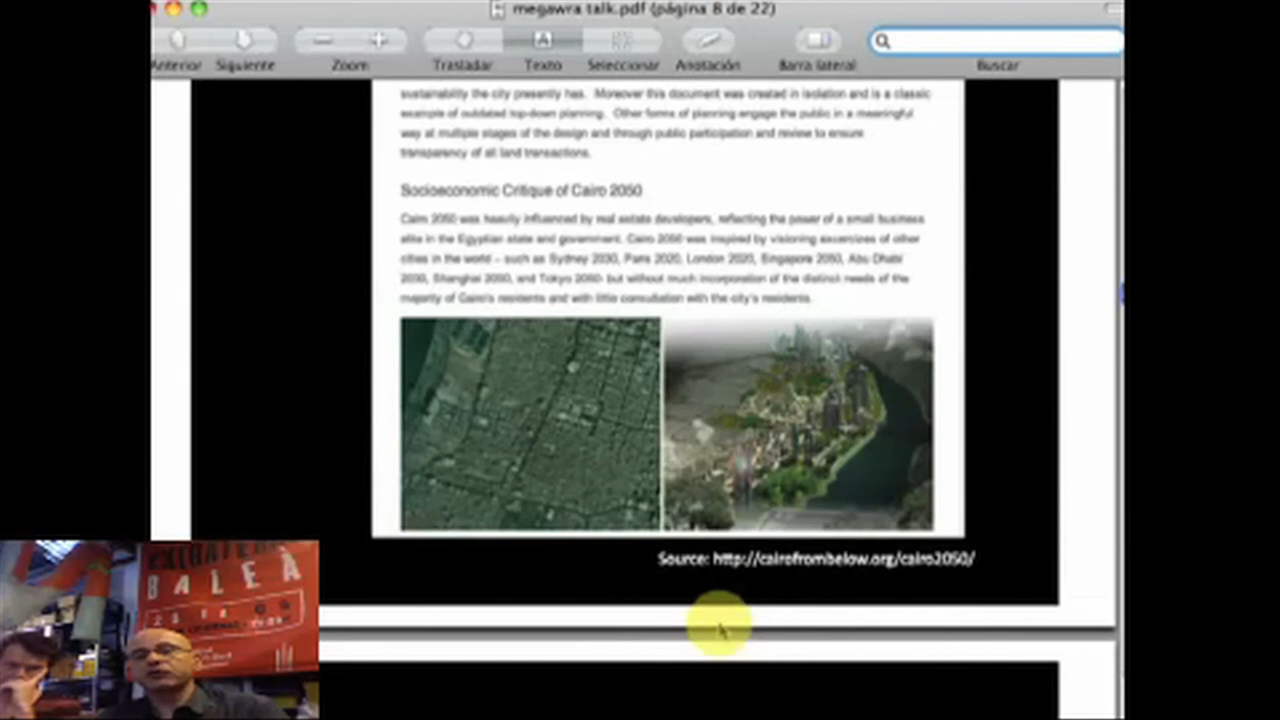 megawra talk.pdf (página 8 de 22)
Anterior Siguiente Zoom Trasladar Texto Seleccionar Anotación Barra lateral Buscar
sustainability the city presently has. Moreover this document was created in isolation and is a classic
example of outdated top-down planning. Other forms of planning engage the public in a meaningful
way at multiple stages of the design and through public participation and review to ensure
transparency of all land transactions.
Socioeconomic Critique of Cairo 2050
Cairo 2050 was heavily influenced by real estate developers, reflecting the power of a small business
elite in the Egyptian state and government. Cairo 2050 was inspired by visioning excercizes of other
cities in the world – such as Sydney 2030, Paris 2020, London 2020, Singapore 2050, Abu Dhabi
2030, Shanghai 2050, and Tokyo 2050- but without much incorporation of the distinct needs of the
majority of Cairo's residents and with little consultation with the city's residents.
Source: http://cairofrombelow.org/cairo2050/
BALEA